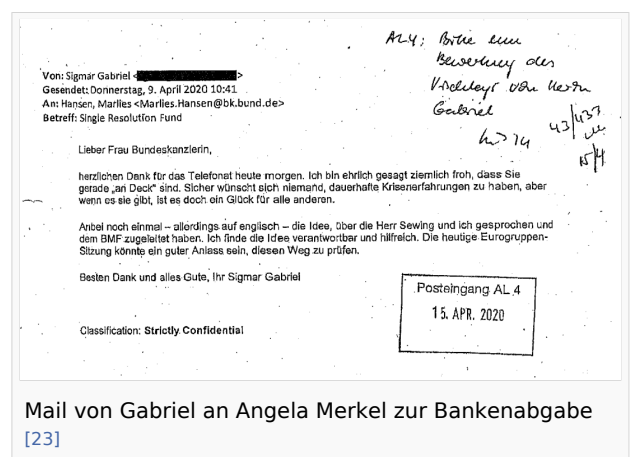 AL4; Bitte eine
Bewertung des
Vorschlags von Herrn
Gabriel
14 43/433
15/4
Von: Sigmar Gabriel < >
Gesendet: Donnerstag, 9. April 2020 10:41
An: Hansen, Marlies <Marlies.Hansen@bk.bund.de>
Betreff: Single Resolution Fund
Lieber Frau Bundeskanzlerin,
herzlichen Dank für das Telefonat heute morgen. Ich bin ehrlich gesagt ziemlich froh, dass Sie
gerade „an Deck“ sind. Sicher wünscht sich niemand, dauerhafte Krisenerfahrungen zu haben, aber
wenn es sie gibt, ist es doch ein Glück für alle anderen.
Anbei noch einmal – allerdings auf englisch – die Idee, über die Herr Sewing und ich gesprochen und
dem BMF zugeleitet haben. Ich finde die Idee verantwortbar und hilfreich. Die heutige Eurogruppen-
Sitzung könnte ein guter Anlass sein, diesen Weg zu prüfen.
Besten Dank und alles Gute, Ihr Sigmar Gabriel
Posteingang AL 4
15. APR. 2020
Classification: Strictly Confidential
Mail von Gabriel an Angela Merkel zur Bankenabgabe
[23]